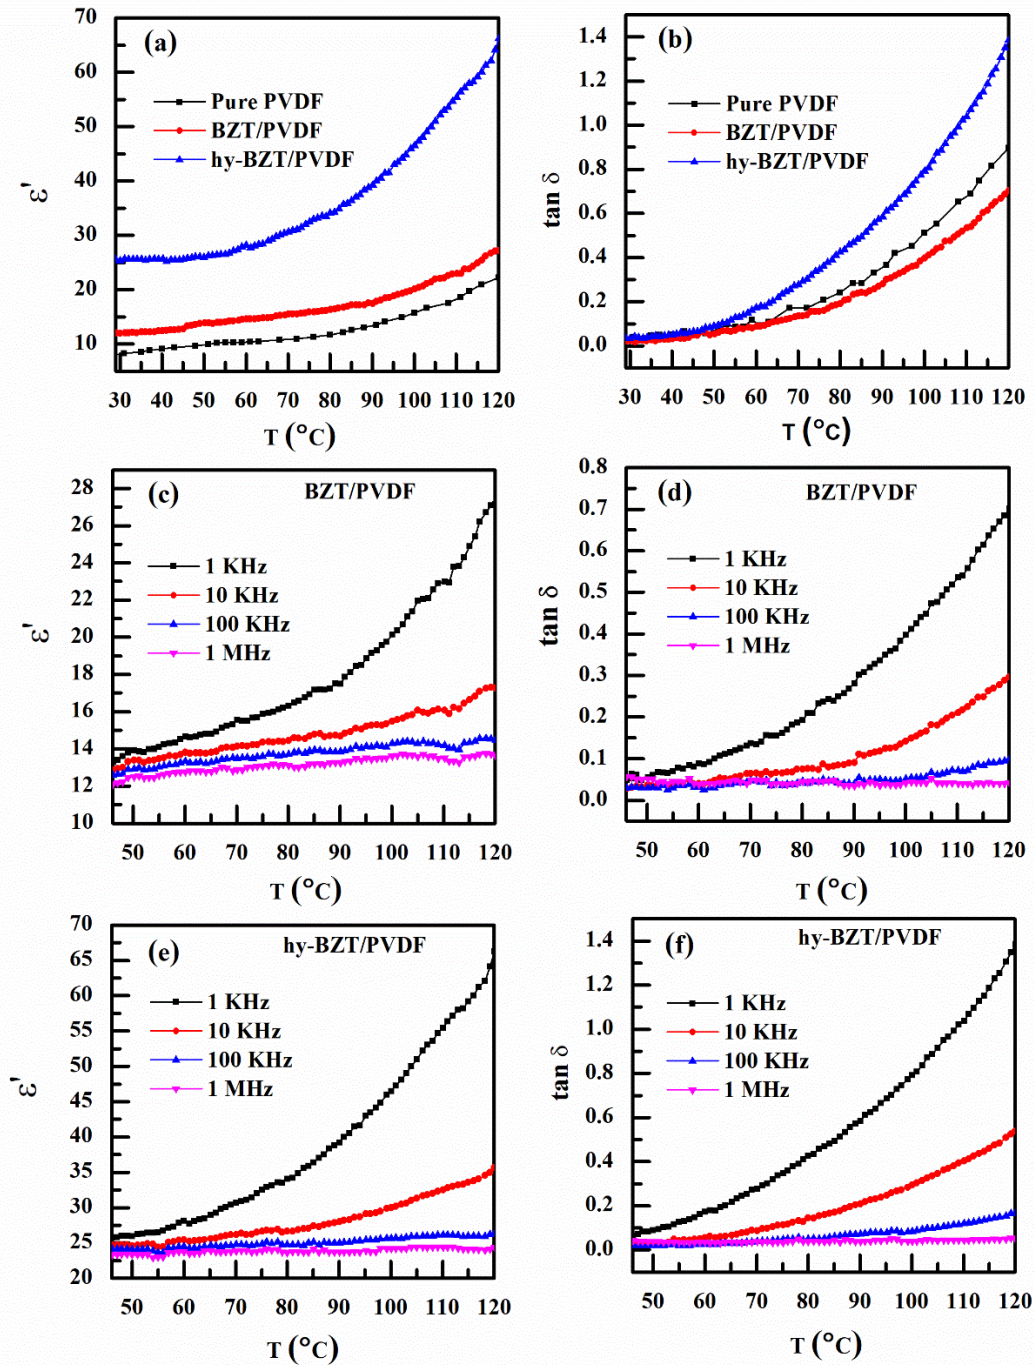 (a)
Pure PVDF
BZT/PVDF
hy-BZT/PVDF
ε'
70
60
50
40
30
20
10
30 40 50 60 70 80 90 100 110 120
T (°C)
(b)
Pure PVDF
BZT/PVDF
hy-BZT/PVDF
tan δ
1.4
1.2
1.0
0.8
0.6
0.4
0.2
0.0
30 40 50 60 70 80 90 100 110 120
T (°C)
(c)
BZT/PVDF
1 KHz
10 KHz
100 KHz
1 MHz
ε'
28
26
24
22
20
18
16
14
12
10
50 60 70 80 90 100 110 120
T (°C)
(d)
BZT/PVDF
1 KHz
10 KHz
100 KHz
1 MHz
tan δ
0.8
0.7
0.6
0.5
0.4
0.3
0.2
0.1
0.0
50 60 70 80 90 100 110 120
T (°C)
(e)
hy-BZT/PVDF
1 KHz
10 KHz
100 KHz
1 MHz
ε'
70
65
60
55
50
45
40
35
30
25
20
50 60 70 80 90 100 110 120
T (°C)
(f)
hy-BZT/PVDF
1 KHz
10 KHz
100 KHz
1 MHz
tan δ
1.4
1.2
1.0
0.8
0.6
0.4
0.2
0.0
50 60 70 80 90 100 110 120
T (°C)